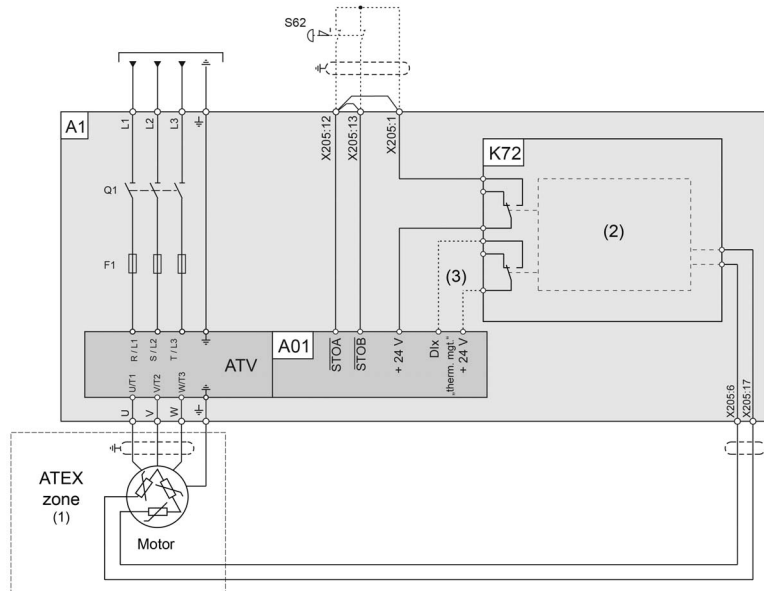 S62
A1
L1
L2
L3
X205:12
X205:13
X205:1
K72
Q1
(2)
F1
(3)
R / L1
S / L2
T / L3
ATV
A01
STOA
STOB
+ 24 V
DIx
"therm. mgt."
+ 24 V
U/T1
V/T2
W/T3
U
V
W
X205:6
X205:17
ATEX
zone
(1)
Motor